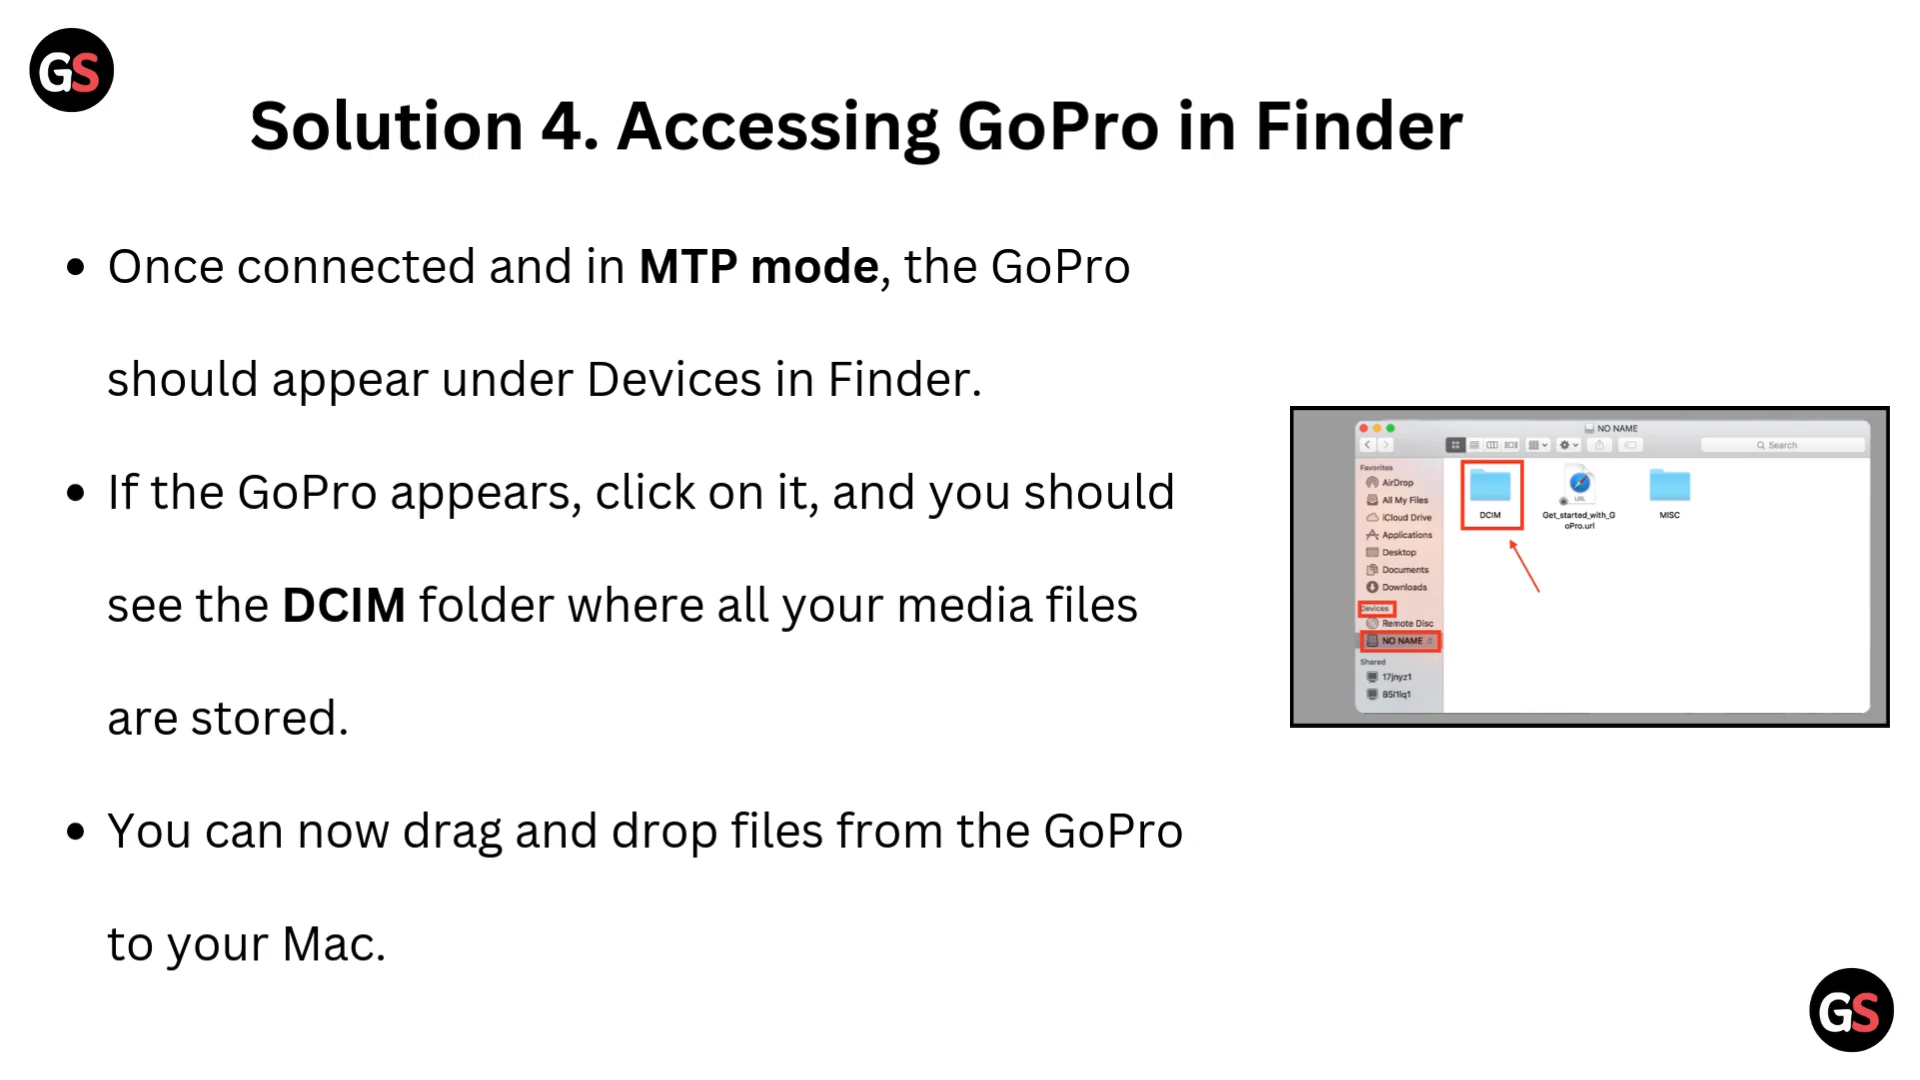 GS
Solution 4. Accessing GoPro in Finder
• Once connected and in MTP mode, the GoPro
should appear under Devices in Finder.
• If the GoPro appears, click on it, and you should
see the DCIM folder where all your media files
are stored.
• You can now drag and drop files from the GoPro
to your Mac.
NO NAME
Search
Favorites
AirDrop
All My Files
iCloud Drive
Applications
Desktop
Documents
Downloads
Devices
Remote Disc
NO NAME
Shared
17jnyz1
DCIM
URL
Get_started_with_G
oPro.url
MISC
GS